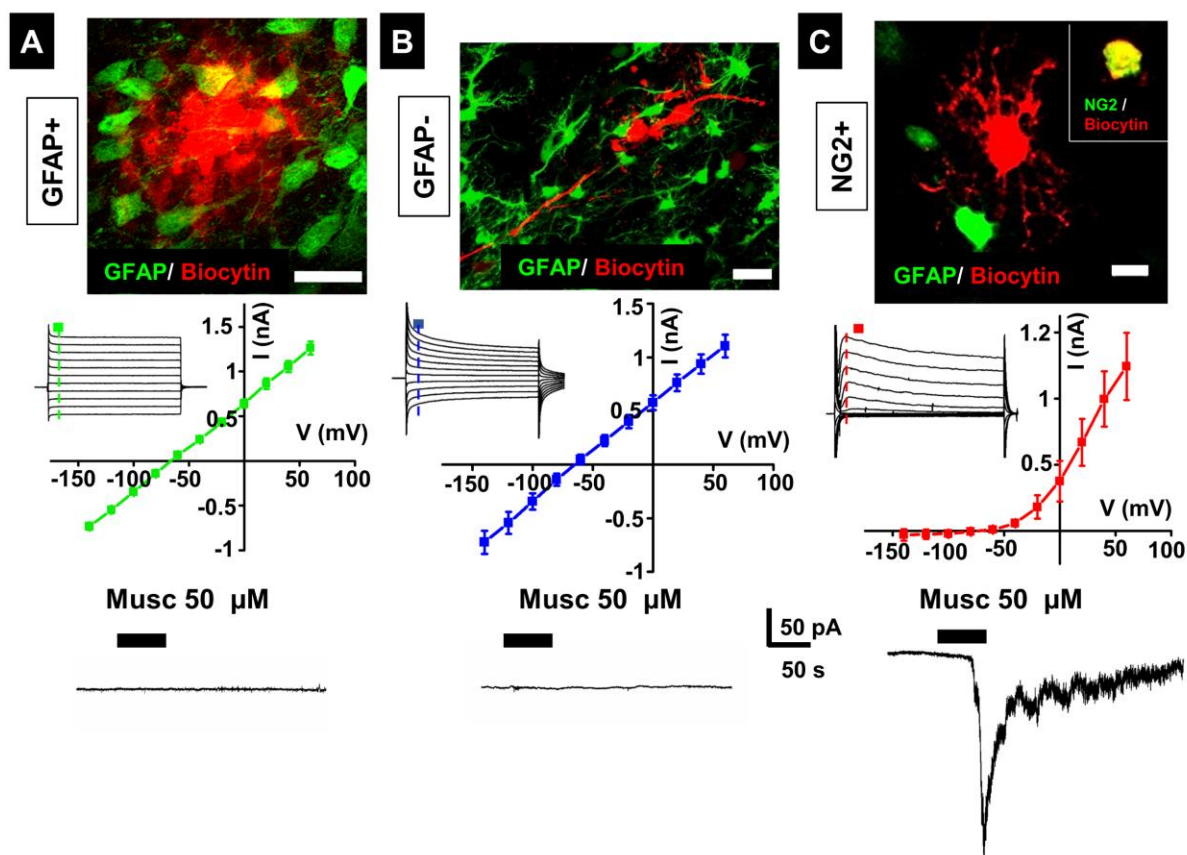 A
GFAP+
GFAP/ Biocytin
1.5
I (nA)
1
0.5
V (mV)
-150 -100 -50 50 100
-0.5
-1
Musc 50 µM
B
GFAP-
GFAP/ Biocytin
1.5
I (nA)
1
0.5
V (mV)
-150 -100 -50 50 100
-0.5
-1
Musc 50 µM
50 pA
50 s
C
NG2+
NG2 /
Biocytin
GFAP/ Biocytin
1.2
I (nA)
0.5
V (mV)
-150 -100 -50 50 100
Musc 50 µM